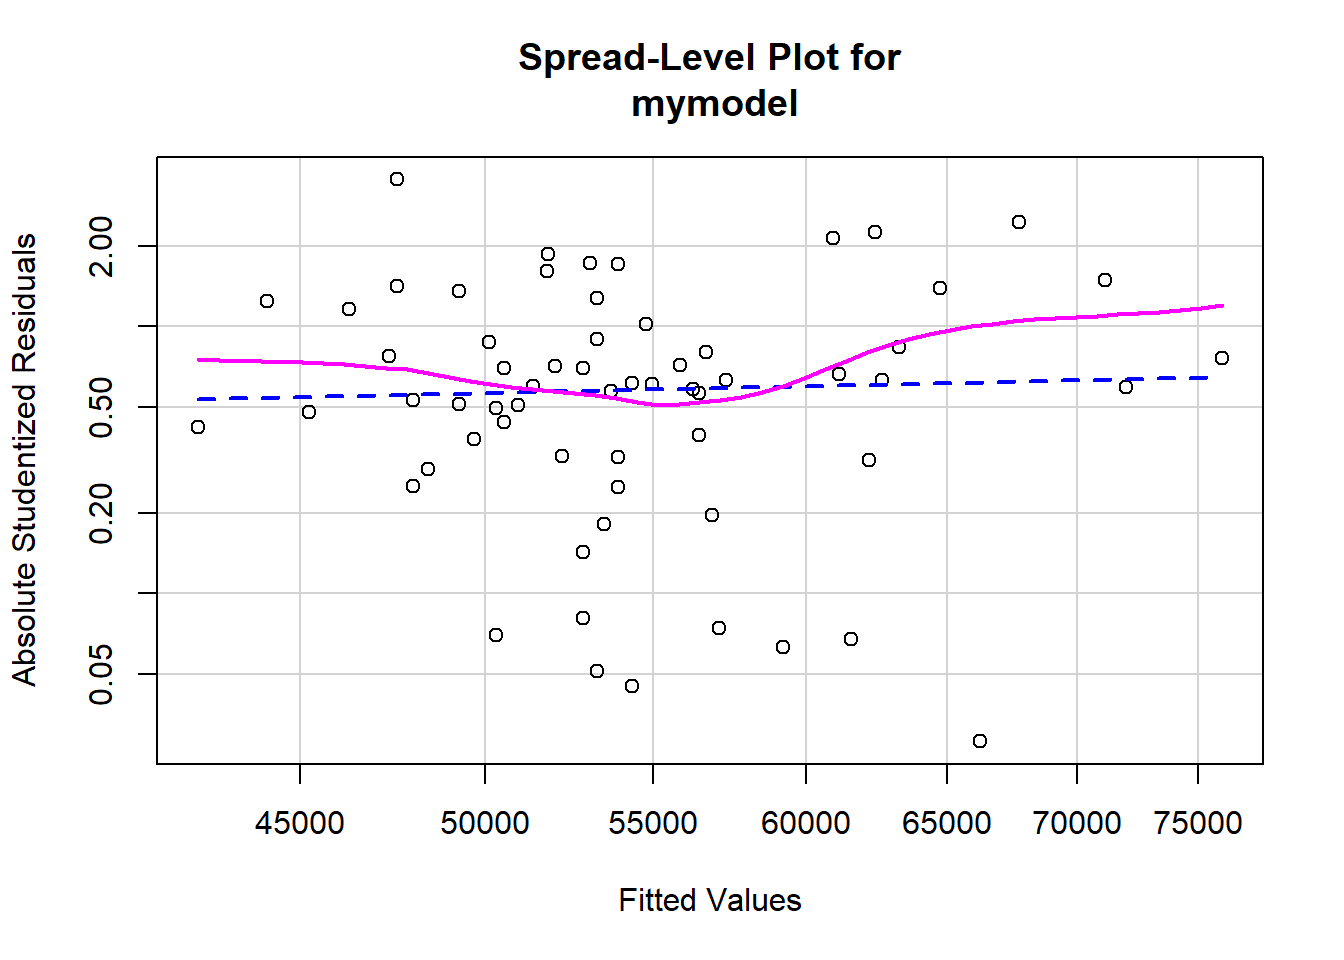 Spread-Level Plot for
mymodel
Absolute Studentized Residuals
2.00
0.50
0.20
0.05
45000 50000 55000 60000 65000 70000 75000
Fitted Values